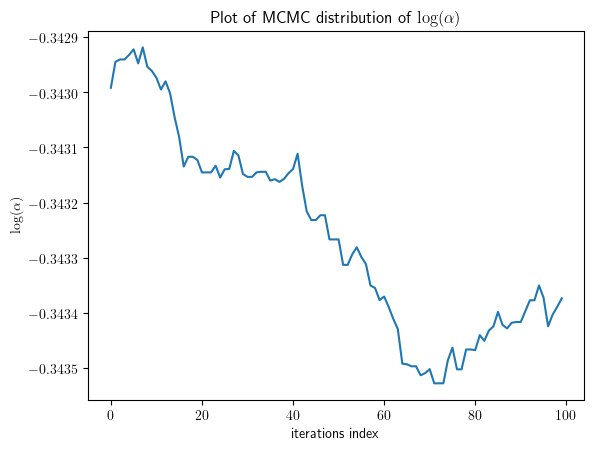 Plot of MCMC distribution of log(α)
−0.3429
−0.3430
−0.3431
−0.3432
−0.3433
−0.3434
−0.3435
log(α)
0 20 40 60 80 100
iterations index